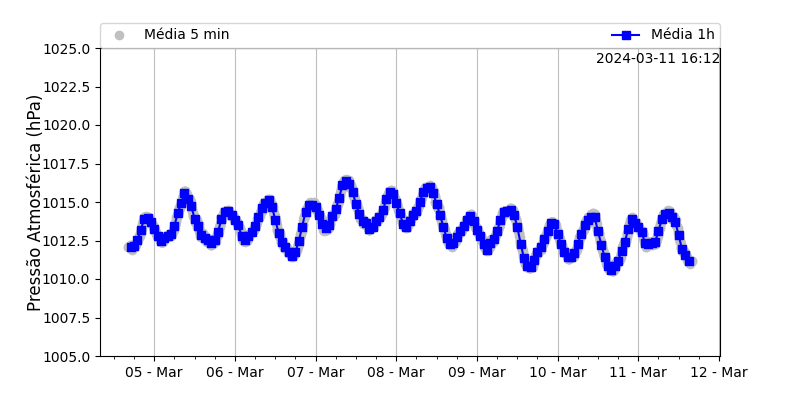 Média 5 min
Média 1h
2024-03-11 16:12
Pressão Atmosférica (hPa)
1025.0
1022.5
1020.0
1017.5
1015.0
1012.5
1010.0
1007.5
1005.0
05 - Mar
06 - Mar
07 - Mar
08 - Mar
09 - Mar
10 - Mar
11 - Mar
12 - Mar